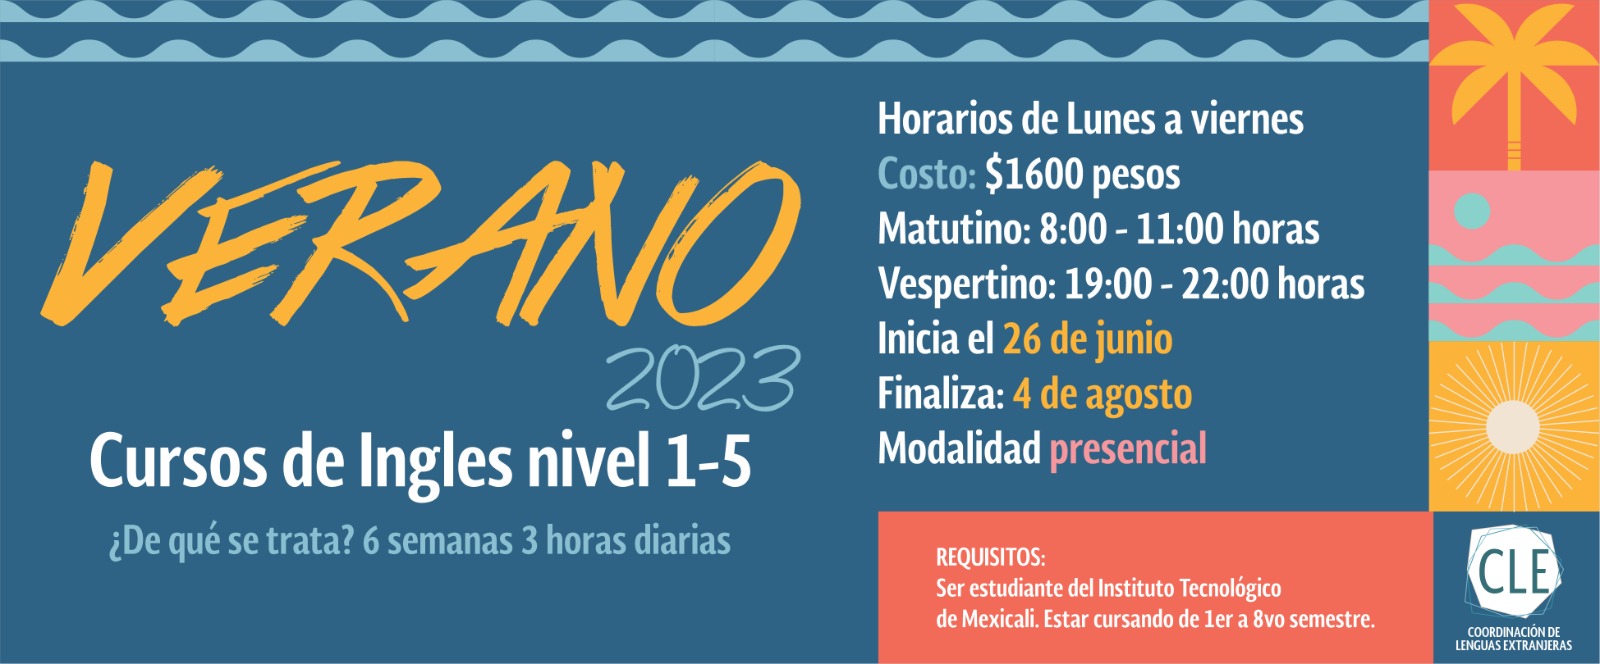 VERANO
2023
Cursos de Ingles nivel 1-5
¿De qué se trata? 6 semanas 3 horas diarias
Horarios de Lunes a viernes
Costo: $1600 pesos
Matutino: 8:00 - 11:00 horas
Vespertino: 19:00 - 22:00 horas
Inicia el 26 de junio
Finaliza: 4 de agosto
Modalidad presencial
REQUISITOS:
Ser estudiante del Instituto Tecnológico
de Mexicali. Estar cursando de 1er a 8vo semestre.
CLE
COORDINACIÓN DE
LENGUAS EXTRANJERAS